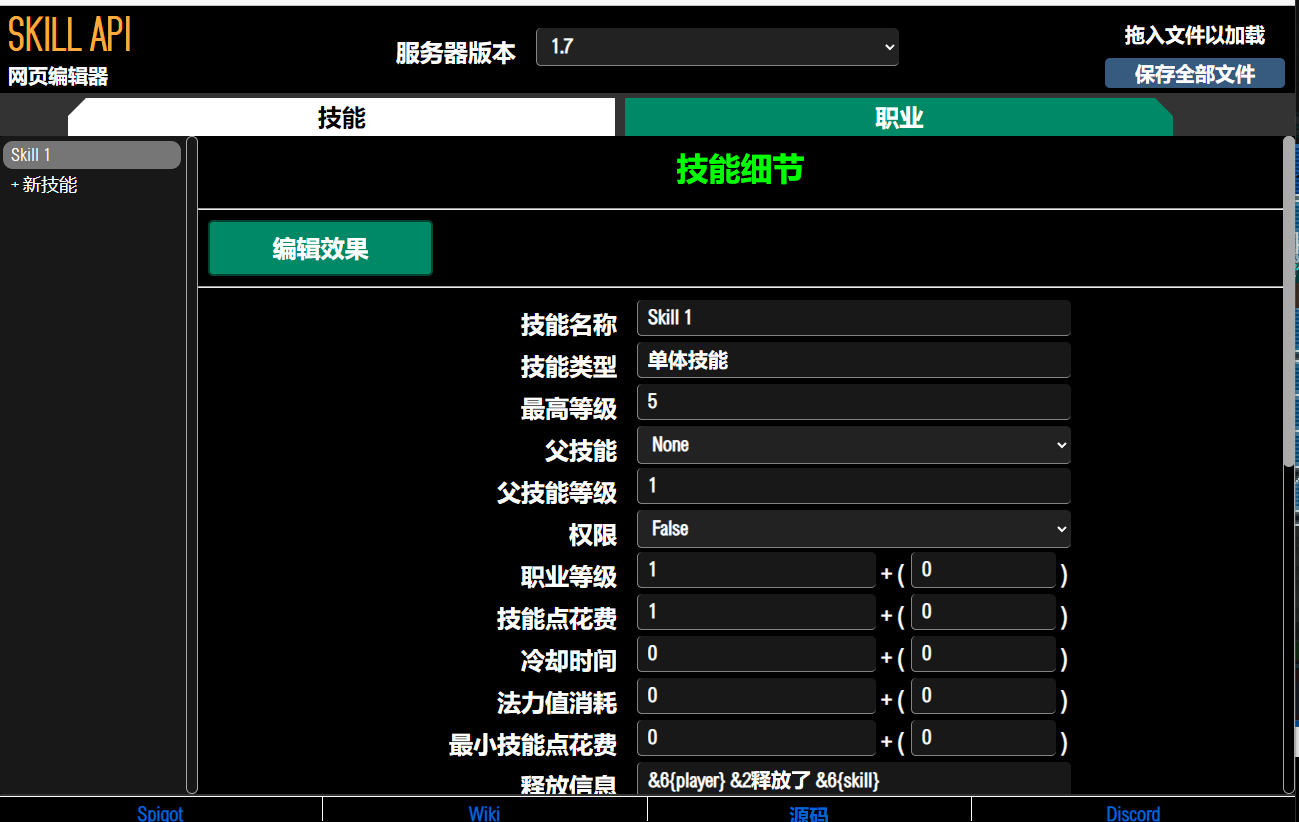 SKILL API
网页编辑器
服务器版本
1.7
拖入文件以加载
保存全部文件
技能
职业
Skill 1
+ 新技能
技能细节
编辑效果
技能名称 Skill 1
技能类型 单体技能
最高等级 5
父技能 None
父技能等级 1
权限 False
职业等级 1 + ( 0 )
技能点花费 1 + ( 0 )
冷却时间 0 + ( 0 )
法力值消耗 0 + ( 0 )
最小技能点花费 0 + ( 0 )
释放信息 &6{player} &2释放了 &6{skill}
Spigot Wiki 源码 Discord